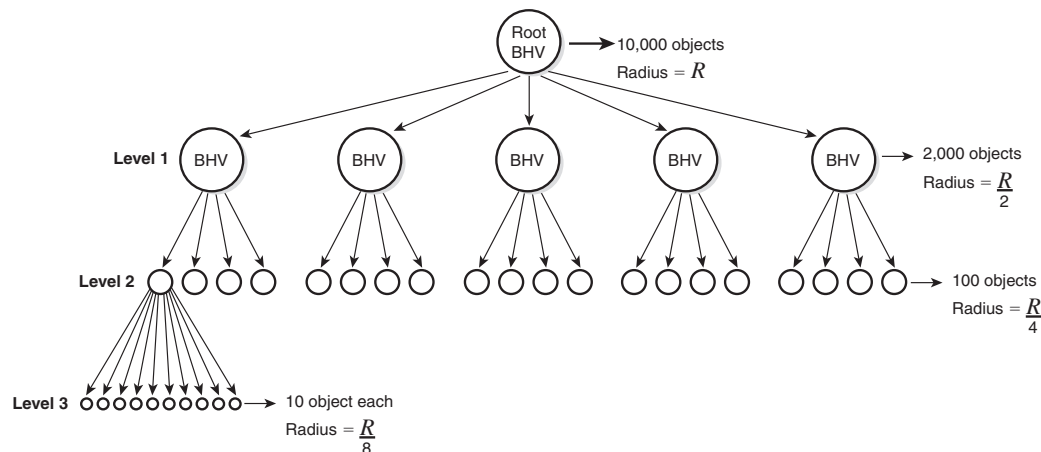 Root
BHV
10,000 objects
Radius = R
Level 1
BHV
BHV
BHV
BHV
BHV
2,000 objects
Radius = R
2
Level 2
100 objects
Radius = R
4
Level 3
10 object each
Radius = R
8